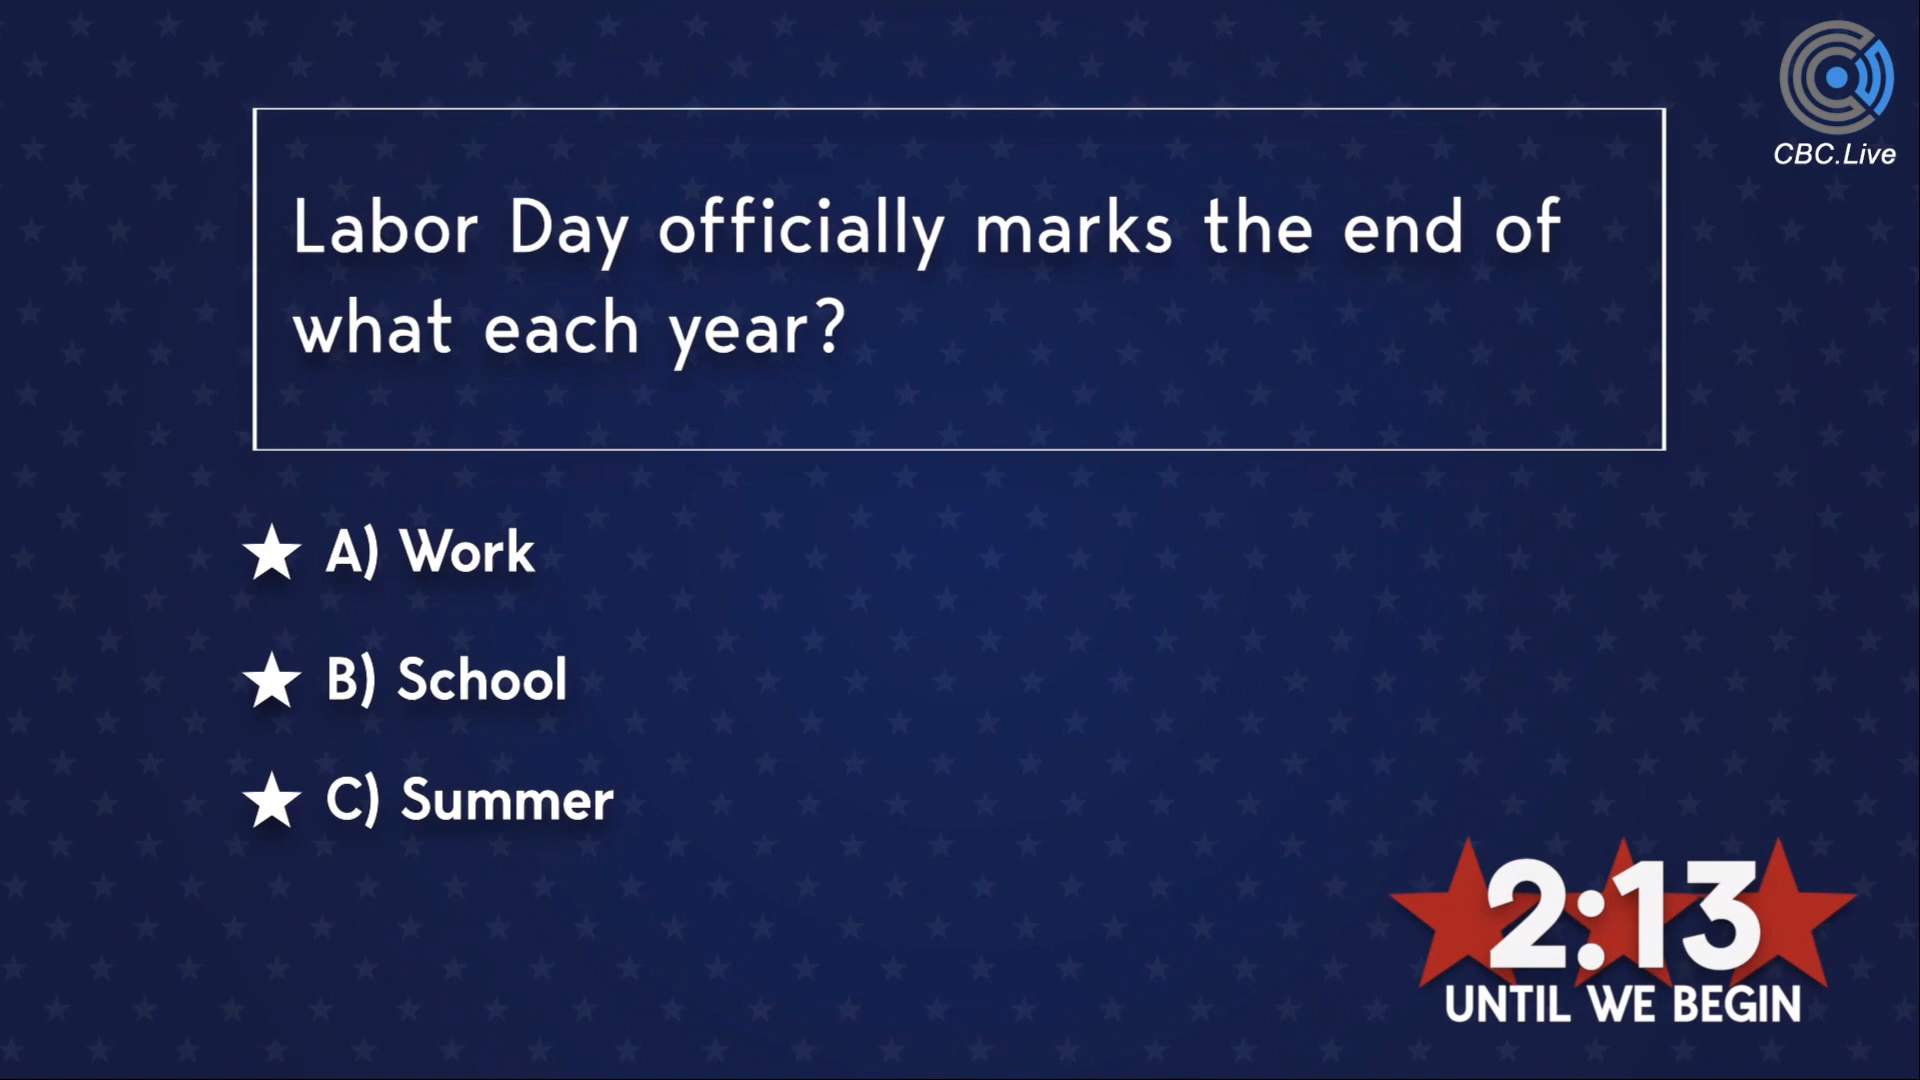 CBC.Live
Labor Day officially marks the end of
what each year?
A) Work
B) School
C) Summer
2:13
UNTIL WE BEGIN